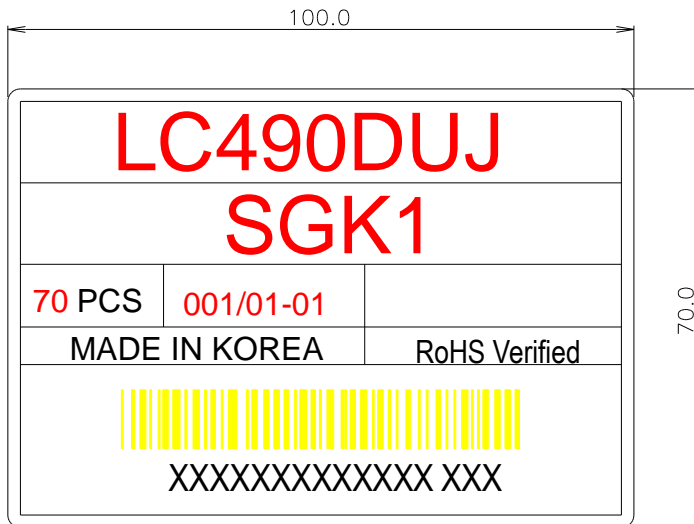 100.0
LC490DUJ
SGK1
70 PCS 001/01-01
MADE IN KOREA RoHS Verified
XXXXXXXXXXXXX XXX
70.0